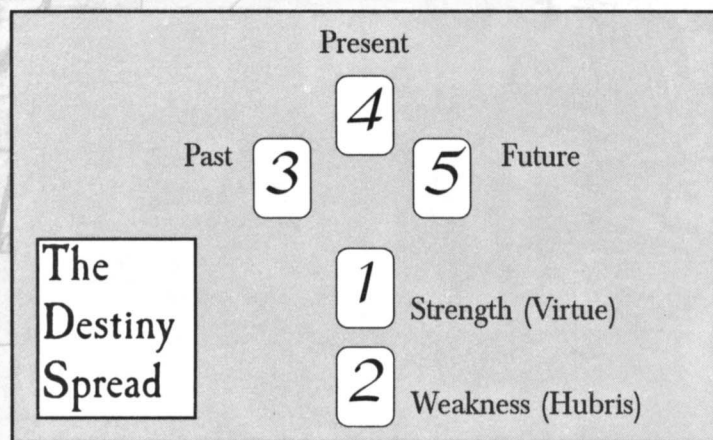 Present
4
Past 3 5 Future
The
Destiny
Spread
1
Strength (Virtue)
2
Weakness (Hubris)